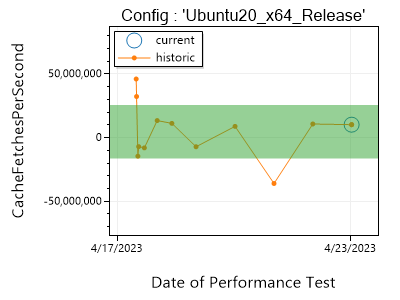 Config : 'Ubuntu20_x64_Release'
current
historic
CacheFetchesPerSecond
50,000,000
0
-50,000,000
4/17/2023
4/23/2023
Date of Performance Test